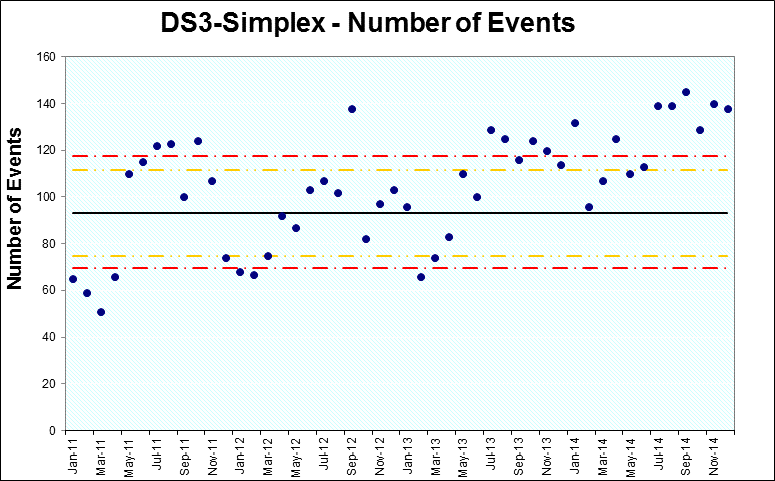 DS3-Simplex - Number of Events
Number of Events
160
140
120
100
80
60
40
20
0
Jan-11
Mar-11
May-11
Jul-11
Sep-11
Nov-11
Jan-12
Mar-12
May-12
Jul-12
Sep-12
Nov-12
Jan-13
Mar-13
May-13
Jul-13
Sep-13
Nov-13
Jan-14
Mar-14
May-14
Jul-14
Sep-14
Nov-14